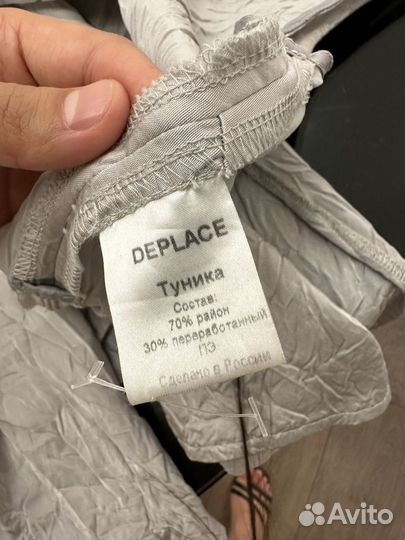 DEPLACE
Туника
Состав:
70% район
30% переработанный
ПЭ
Сделано в России
Avito